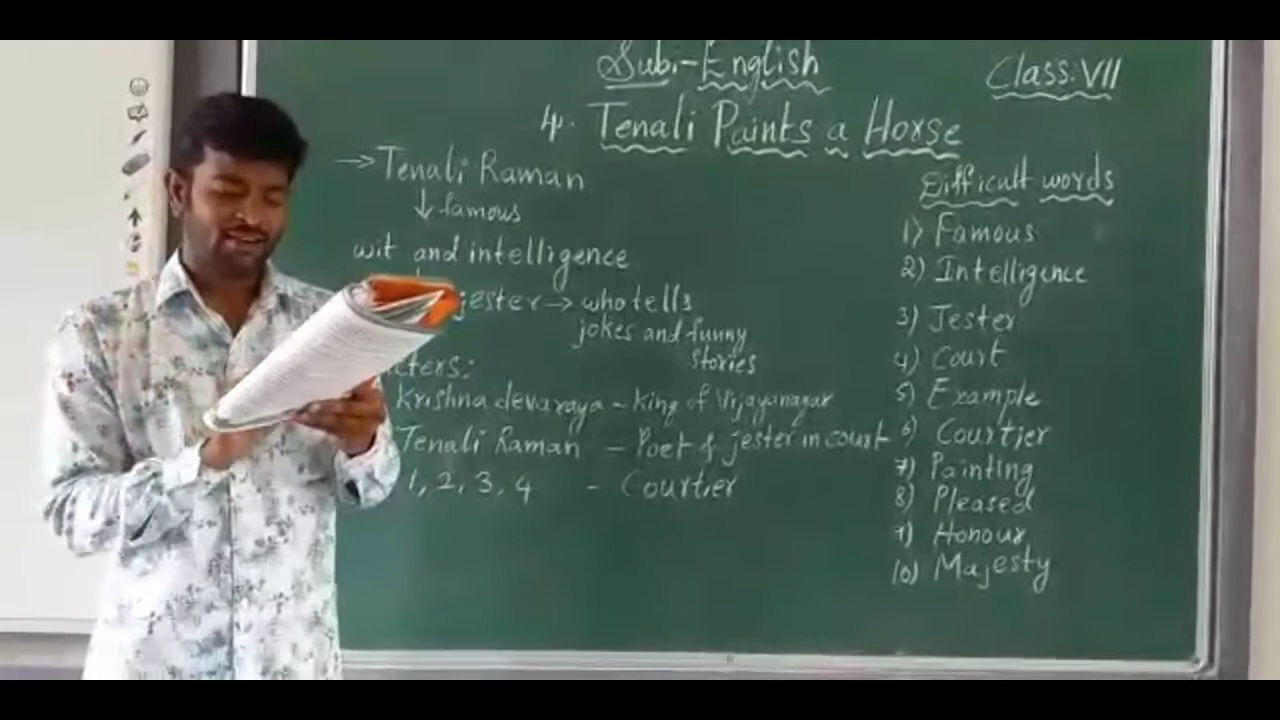 Sub:-English
Class: VII
4. Tenali Paints a Horse
→ Tenali Raman
↓ famous
wit and intelligence
jester → who tells
jokes and funny
stories
Krishna devaraya - King of Vijayanagar
Tenali Raman - Poet & jester in court
1, 2, 3, 4 - Courtier
Difficult words
1) Famous
2) Intelligence
3) Jester
4) Court
5) Example
6) Courtier
7) Painting
8) Pleased
9) Honour
10) Majesty